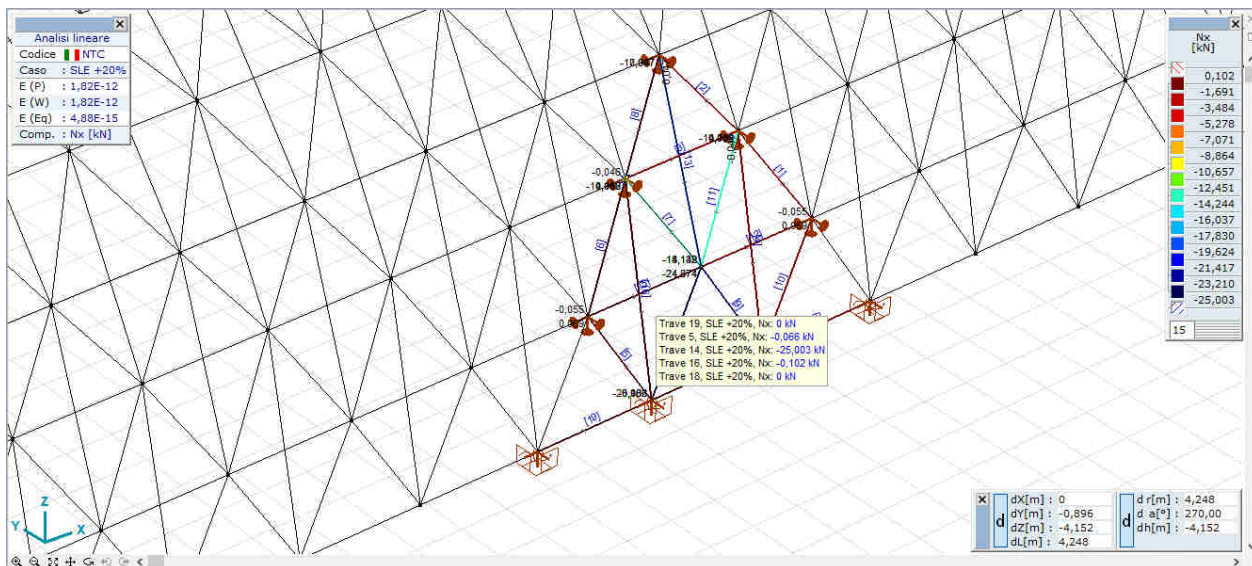 Analisi lineare
Codice NTC
Caso : SLE +20%
E (P) : 1,82E-12
E (W) : 1,82E-12
E (Eq) : 4,88E-15
Comp. : Nx [kN]
Nx
[kN]
0,102
-1,691
-3,484
-5,278
-7,071
-8,864
-10,657
-12,451
-14,244
-16,037
-17,830
-19,624
-21,417
-23,210
-25,003
15
[2]
[8]
[13]
[1]
[11]
-0,046
[7]
-0,055
[6]
[10]
-24,874
[9]
-0,055
[5]
Trave 19, SLE +20%, Nx: 0 kN
Trave 5, SLE +20%, Nx: -0,066 kN
Trave 14, SLE +20%, Nx: -25,003 kN
Trave 16, SLE +20%, Nx: -0,102 kN
Trave 18, SLE +20%, Nx: 0 kN
[10]
Z
Y
X
dX[m] : 0
dY[m] : -0,896
dZ[m] : -4,152
dL[m] : 4,248
d
d r[m] : 4,248
d a[°] : 270,00
dh[m] : -4,152
d